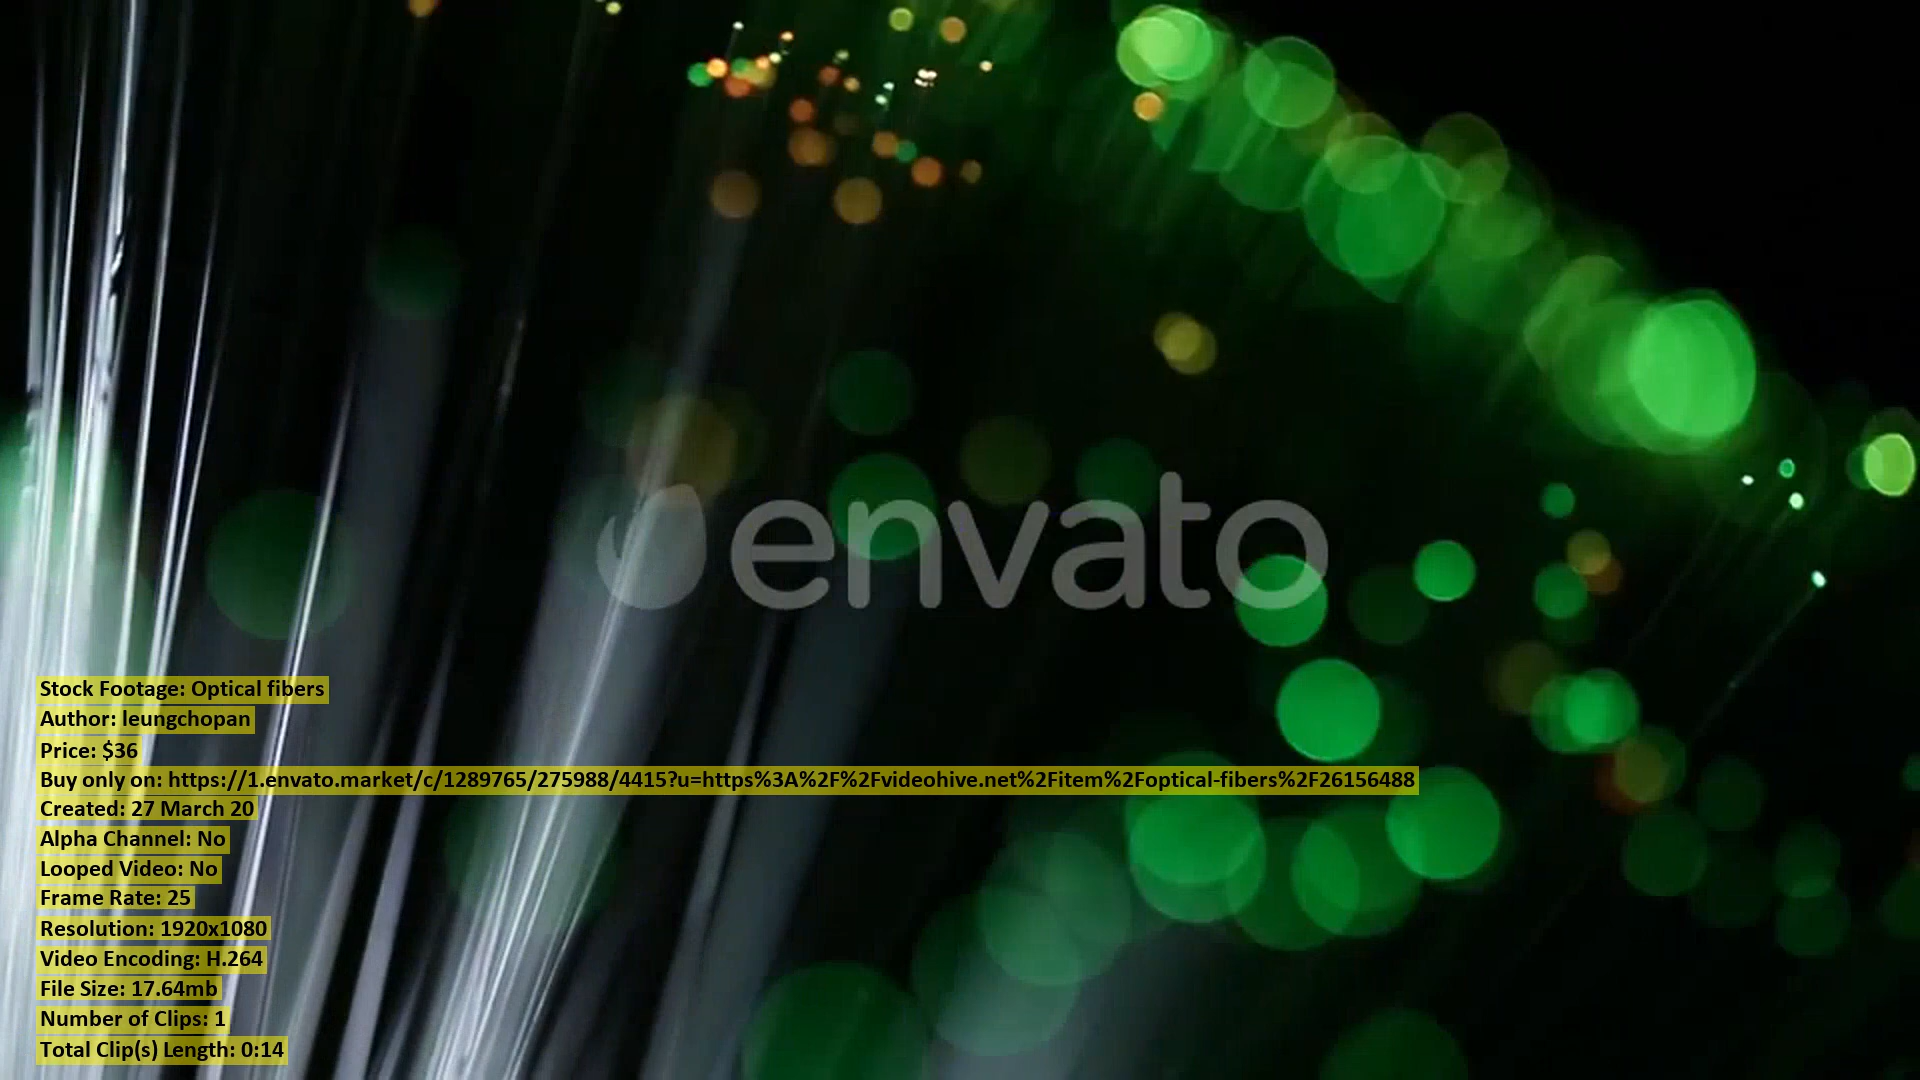 envato
Stock Footage: Optical fibers
Author: leungchopan
Price: $36
Buy only on: https://1.envato.market/c/1289765/275988/4415?u=https%3A%2F%2Fvideohive.net%2Fitem%2Foptical-fibers%2F26156488
Created: 27 March 20
Alpha Channel: No
Looped Video: No
Frame Rate: 25
Resolution: 1920x1080
Video Encoding: H.264
File Size: 17.64mb
Number of Clips: 1
Total Clip(s) Length: 0:14